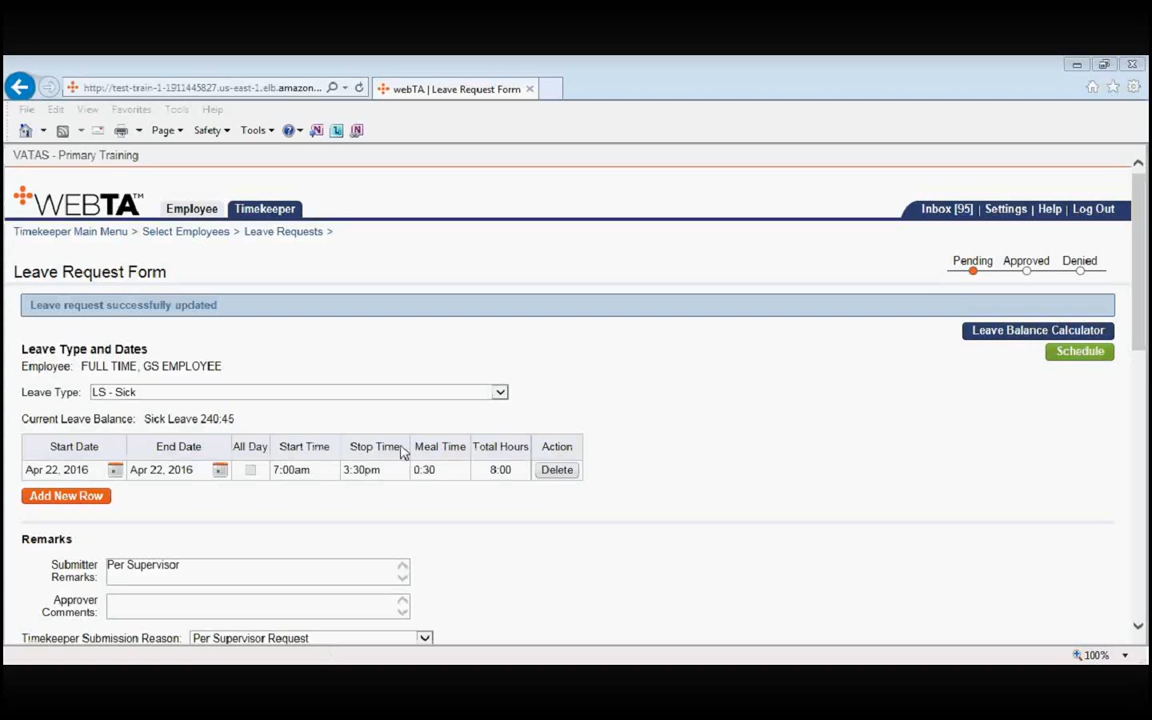 http://test-train-1-1911445827.us-east-1.elb.amazon...
webTA | Leave Request Form
File Edit View Favorites Tools Help
Page Safety Tools
VATAS - Primary Training
WEBTA™ Employee Timekeeper Inbox [95] | Settings | Help | Log Out
Timekeeper Main Menu > Select Employees > Leave Requests >
Leave Request Form
Pending Approved Denied
Leave request successfully updated
Leave Balance Calculator
Schedule
Leave Type and Dates
Employee: FULL TIME, GS EMPLOYEE
Leave Type: LS - Sick
Current Leave Balance: Sick Leave 240:45
Start Date End Date All Day Start Time Stop Time Meal Time Total Hours Action
Apr 22, 2016 Apr 22, 2016 7:00am 3:30pm 0:30 8:00 Delete
Add New Row
Remarks
Submitter Remarks: Per Supervisor
Approver Comments:
Timekeeper Submission Reason: Per Supervisor Request
100%